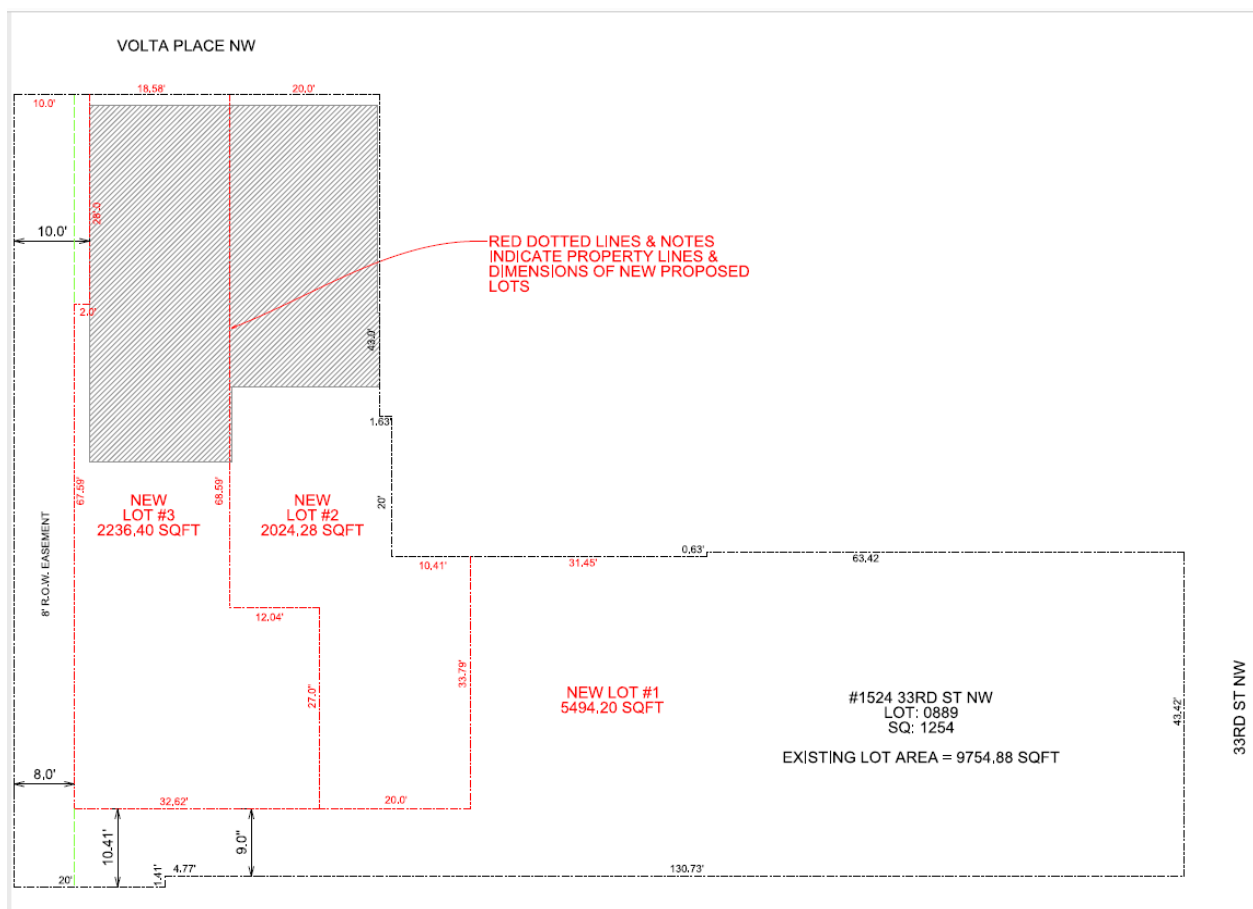 VOLTA PLACE NW
18.58'
20.0'
10.0'
28'.0
10.0'
RED DOTTED LINES & NOTES
INDICATE PROPERTY LINES &
DIMENSIONS OF NEW PROPOSED
LOTS
2.0'
43.0'
1.63'
67.59'
68.59'
NEW
LOT #3
2236.40 SQFT
NEW
LOT #2
2024.28 SQFT
20'
8' R.O.W. EASEMENT
10.41'
31.45'
0.63'
63.42
12.04'
33.79'
27.0"
NEW LOT #1
5494.20 SQFT
#1524 33RD ST NW
LOT: 0889
SQ: 1254
EXISTING LOT AREA = 9754.88 SQFT
43.42'
33RD ST NW
8.0'
32.62'
20.0'
10.41'
9.0"
20'
1.41'
4.77'
130.73'